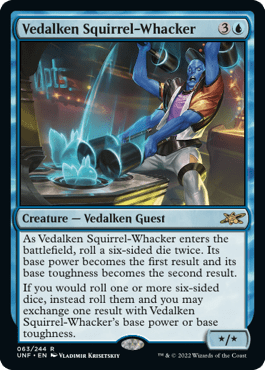 Vedalken Squirrel-Whacker 3
pts.
Creature — Vedalken Guest
As Vedalken Squirrel-Whacker enters the
battlefield, roll a six-sided die twice. Its
base power becomes the first result and its
base toughness becomes the second result.
If you would roll one or more six-sided
dice, instead roll them and you may
exchange one result with Vedalken
Squirrel-Whacker's base power or base
toughness.
063/244 R
UNF • EN Vladimir Krisetskiy
*/*
™ & © 2022 Wizards of the Coast